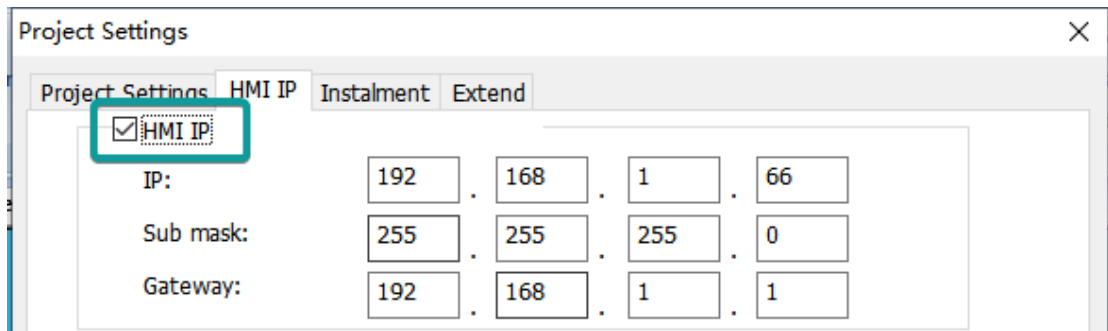 Project Settings
Project Settings HMI IP Instalment Extend
HMI IP
IP: 192 . 168 . 1 . 66
Sub mask: 255 . 255 . 255 . 0
Gateway: 192 . 168 . 1 . 1